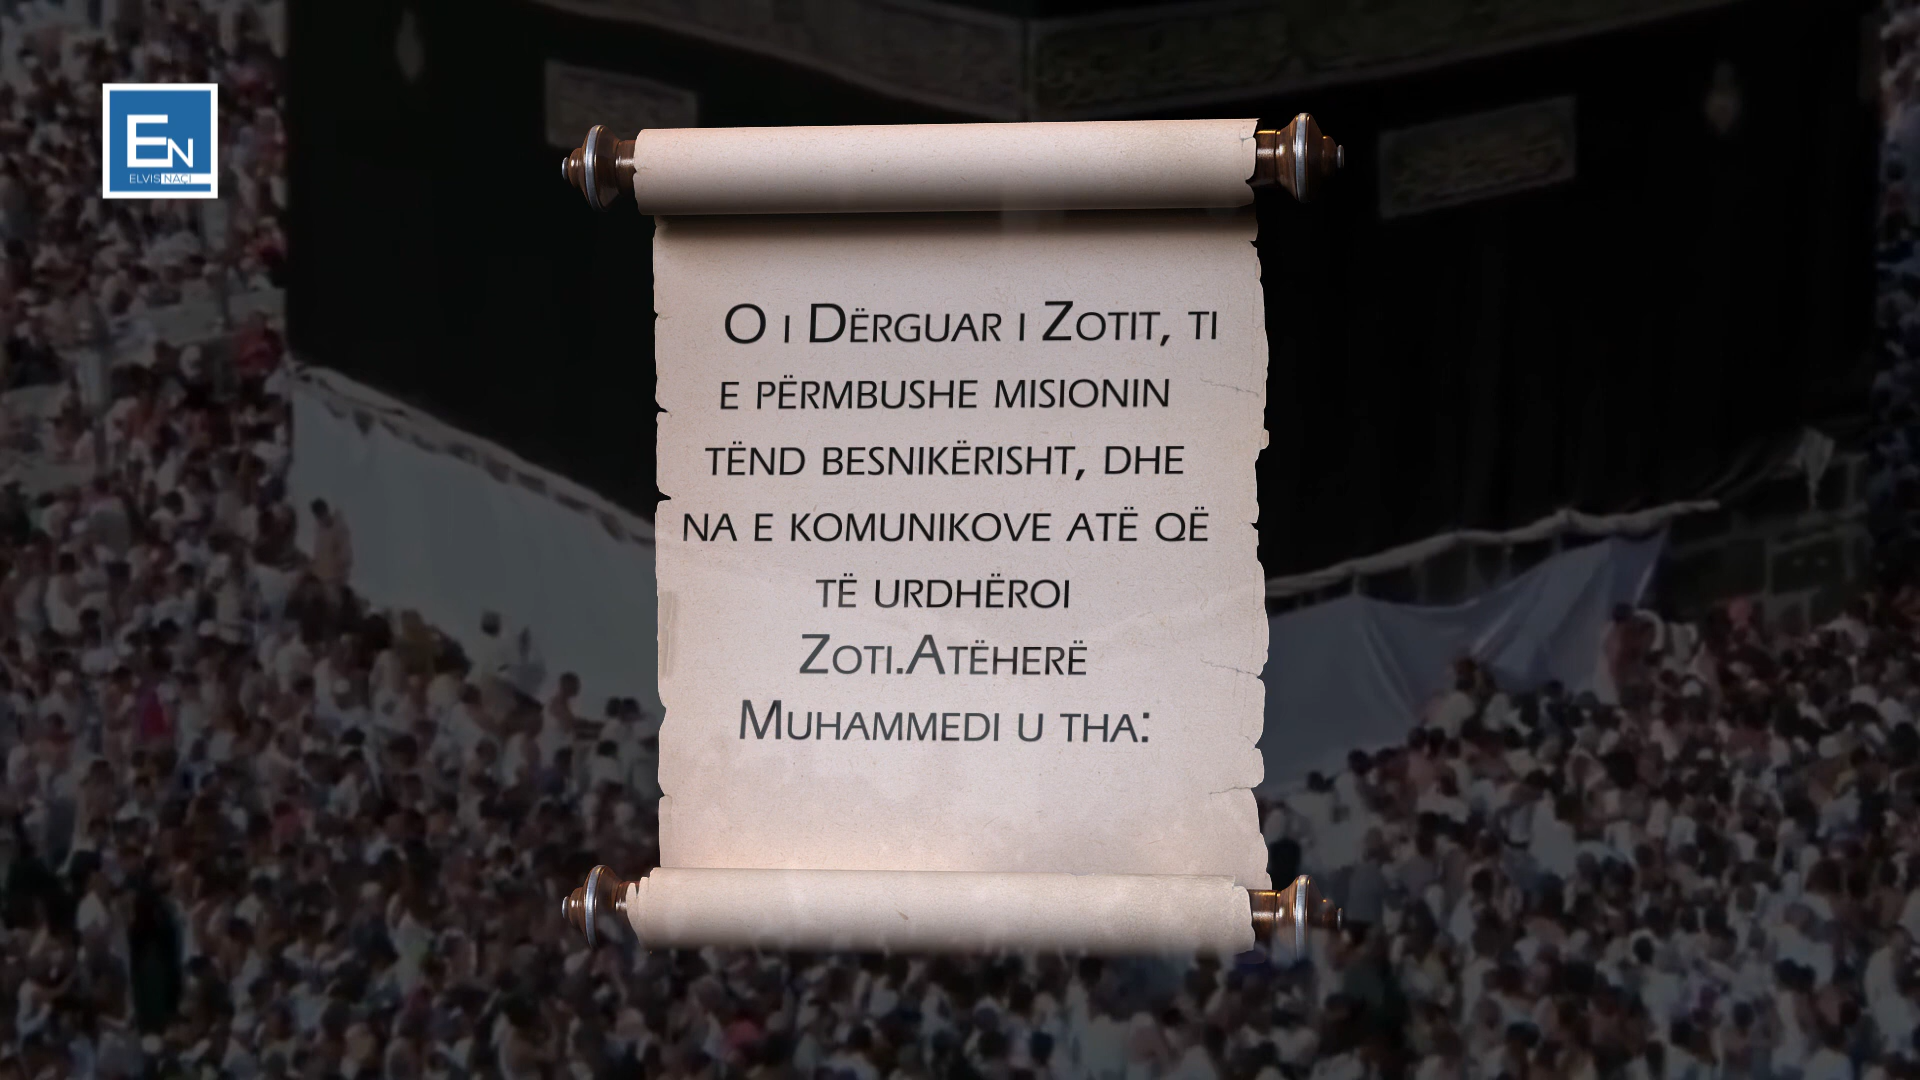 EN
ELVIS NAÇI
O i Dërguar i Zotit, ti
e përmbushe misionin
tënd besnikërisht, dhe
na e komunikove atë që
të urdhëroi
Zoti.Atëherë
Muhammedi u tha: